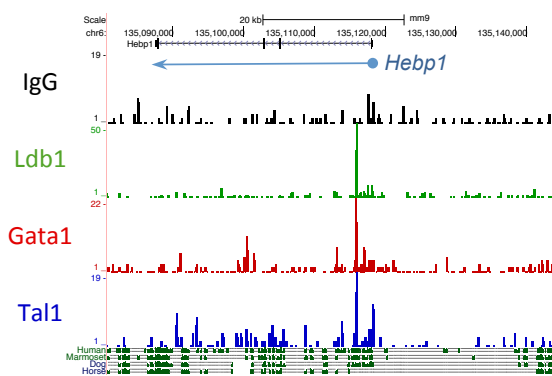 Scale 20 kb mm9
chr6: 135,090,000 135,100,000 135,110,000 135,120,000 135,130,000 135,140,000
Hebp1
19
Hebp1
IgG
1
50
Ldb1
1
22
Gata1
1
19
Tal1
1
Human
Marmoset
Dog
Horse